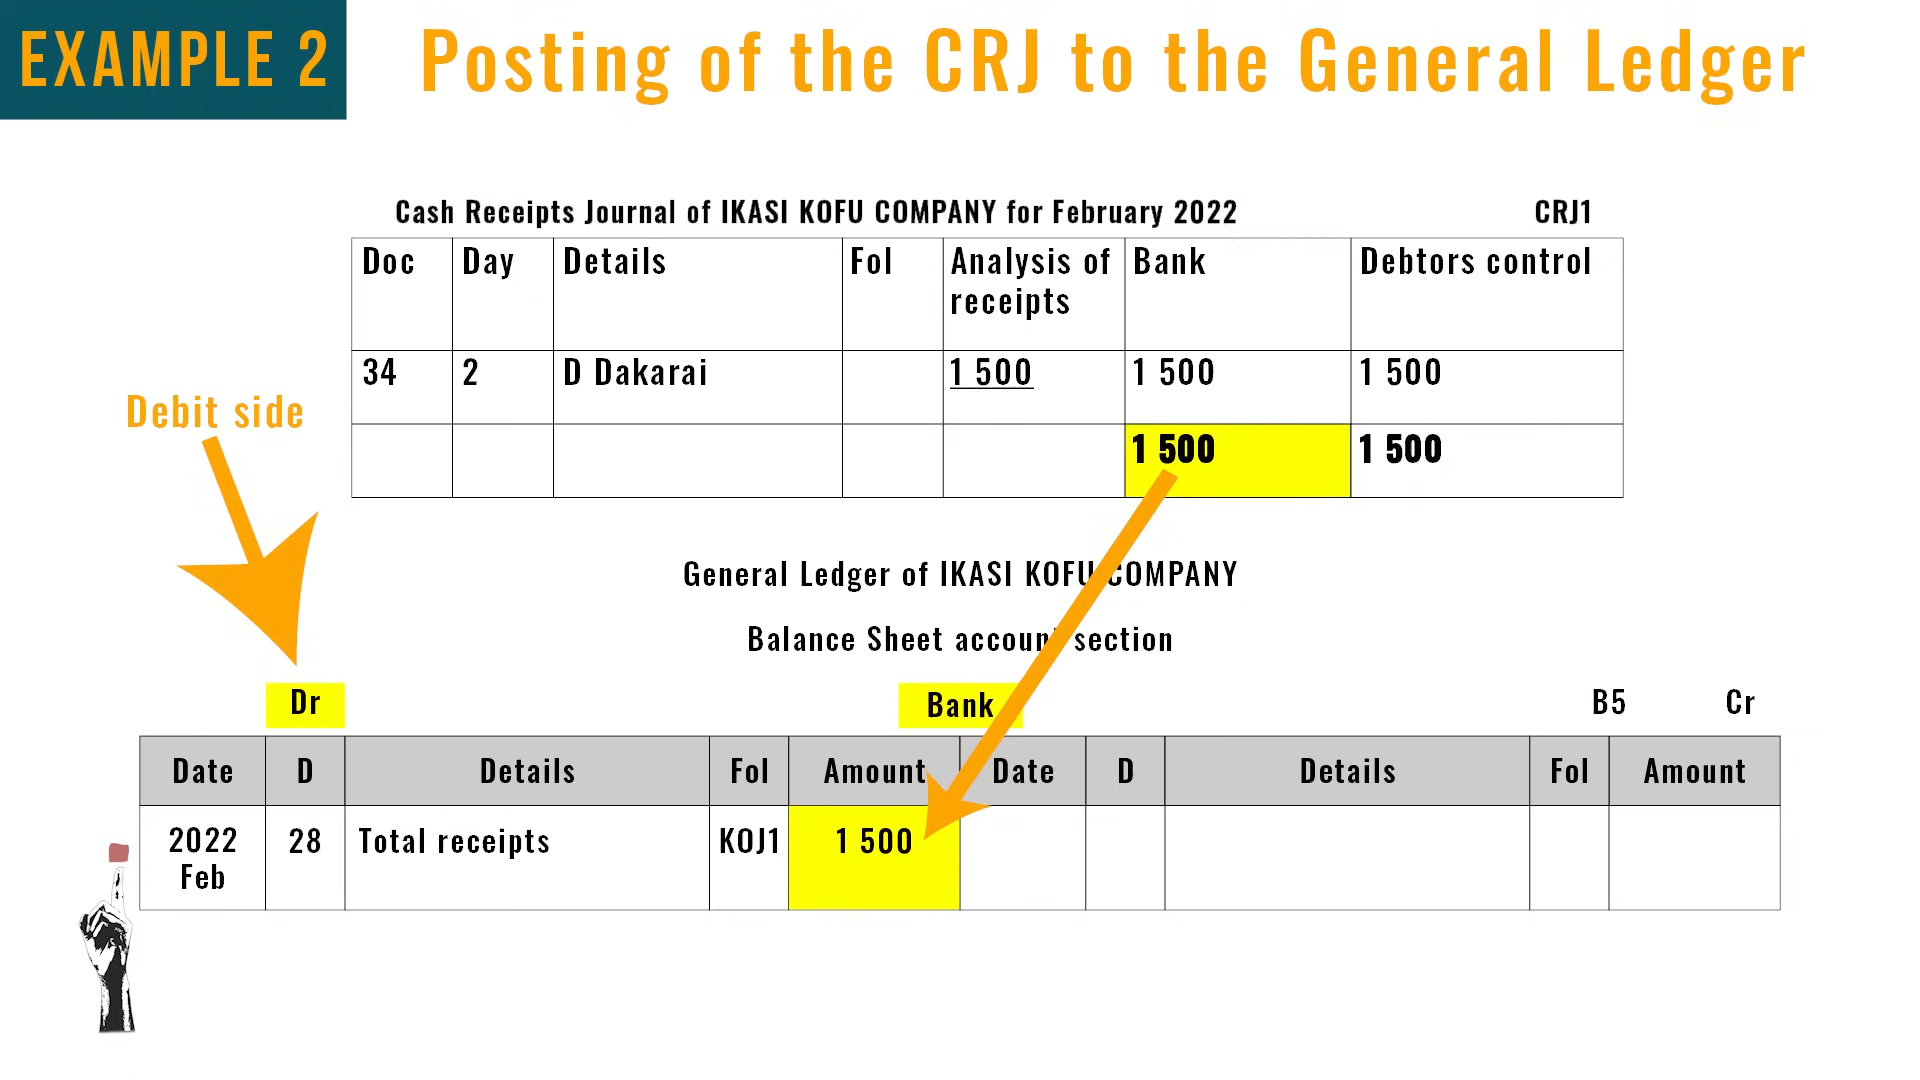 EXAMPLE 2
Posting of the CRJ to the General Ledger
Cash Receipts Journal of IKASI KOFU COMPANY for February 2022 CRJ1
Doc Day Details Fol Analysis of receipts Bank Debtors control
34 2 D Dakarai 1 500 1 500 1 500
1 500 1 500
Debit side
General Ledger of IKASI KOFU COMPANY
Balance Sheet account section
Dr Bank B5 Cr
Date D Details Fol Amount Date D Details Fol Amount
2022 Feb 28 Total receipts KOJ1 1 500